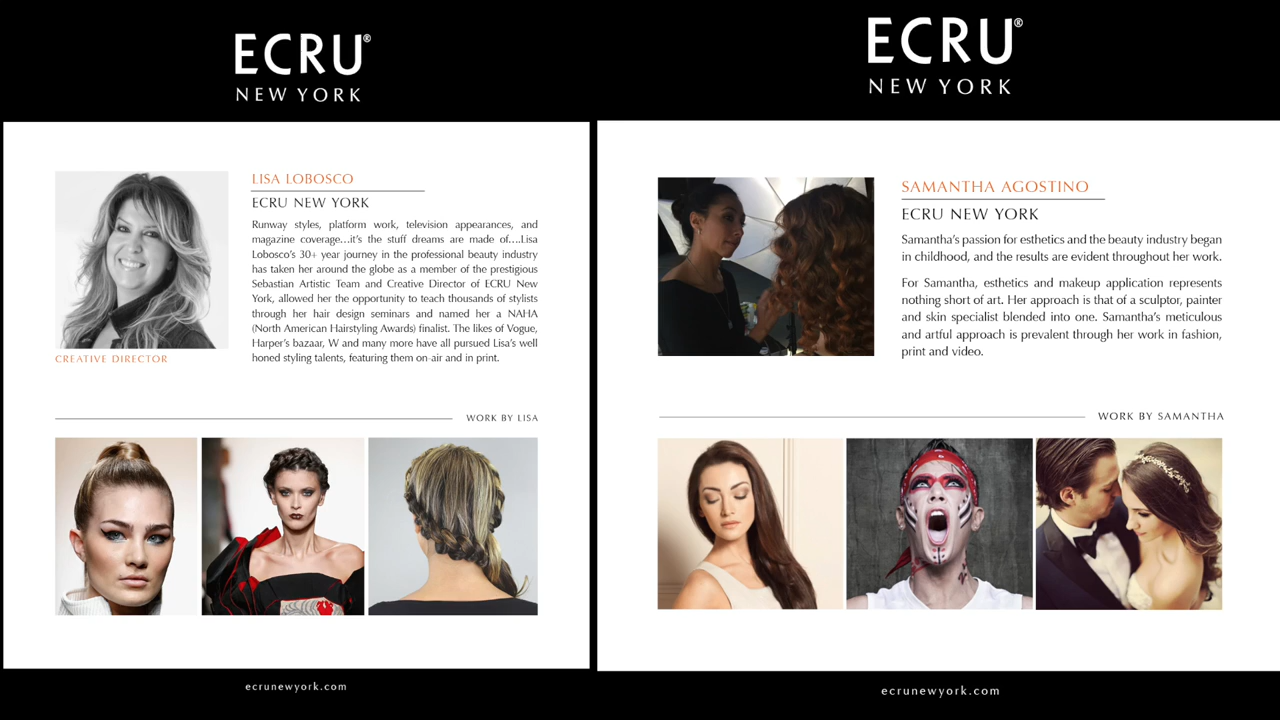 ECRU®
NEW YORK
LISA LOBOSCO
ECRU NEW YORK
Runway styles, platform work, television appearances, and
magazine coverage...it's the stuff dreams are made of....Lisa
Lobosco's 30+ year journey in the professional beauty industry
has taken her around the globe as a member of the prestigious
Sebastian Artistic Team and Creative Director of ECRU New
York, allowed her the opportunity to teach thousands of stylists
through her hair design seminars and named her a NAHA
(North American Hairstyling Awards) finalist. The likes of Vogue,
Harper's bazaar, W and many more have all pursued Lisa's well
honed styling talents, featuring them on-air and in print.
CREATIVE DIRECTOR
WORK BY LISA
ecrunewyork.com
ECRU®
NEW YORK
SAMANTHA AGOSTINO
ECRU NEW YORK
Samantha's passion for esthetics and the beauty industry began
in childhood, and the results are evident throughout her work.
For Samantha, esthetics and makeup application represents
nothing short of art. Her approach is that of a sculptor, painter
and skin specialist blended into one. Samantha's meticulous
and artful approach is prevalent through her work in fashion,
print and video.
WORK BY SAMANTHA
ecrunewyork.com